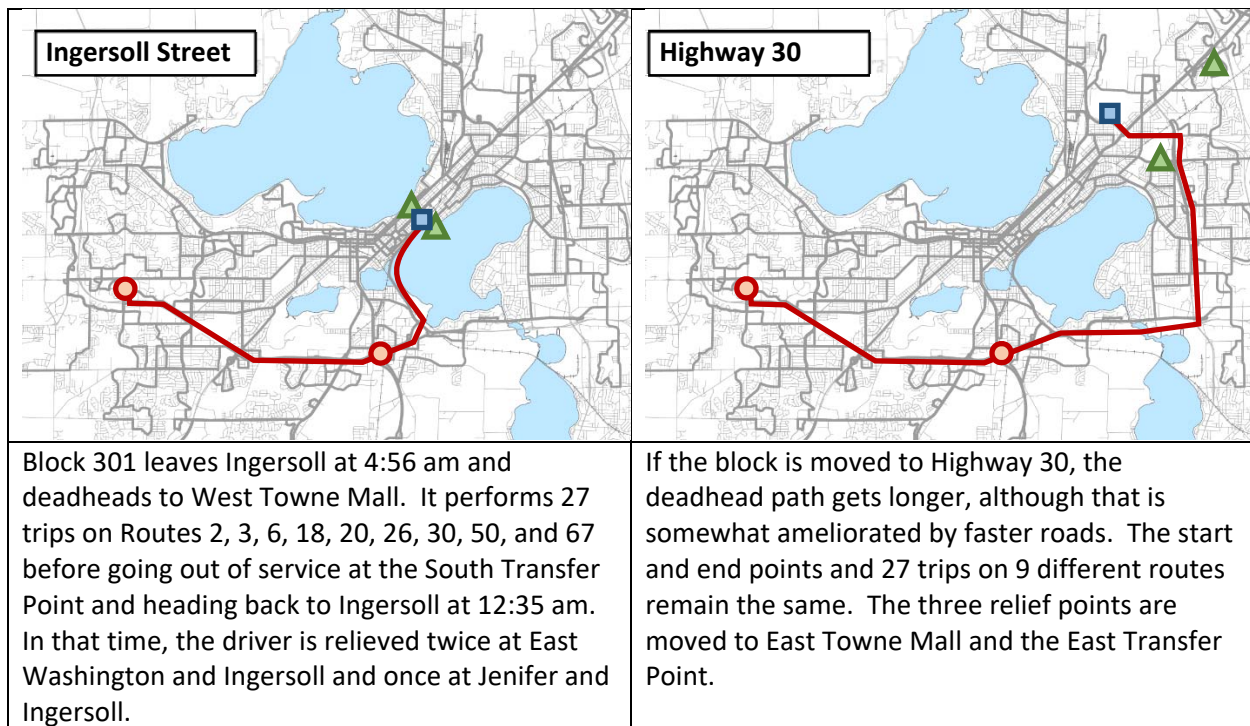 Ingersoll Street
Highway 30
Block 301 leaves Ingersoll at 4:56 am and
deadheads to West Towne Mall.  It performs 27
trips on Routes 2, 3, 6, 18, 20, 26, 30, 50, and 67
before going out of service at the South Transfer
Point and heading back to Ingersoll at 12:35 am.
In that time, the driver is relieved twice at East
Washington and Ingersoll and once at Jenifer and
Ingersoll.
If the block is moved to Highway 30, the
deadhead path gets longer, although that is
somewhat ameliorated by faster roads.  The start
and end points and 27 trips on 9 different routes
remain the same.  The three relief points are
moved to East Towne Mall and the East Transfer
Point.